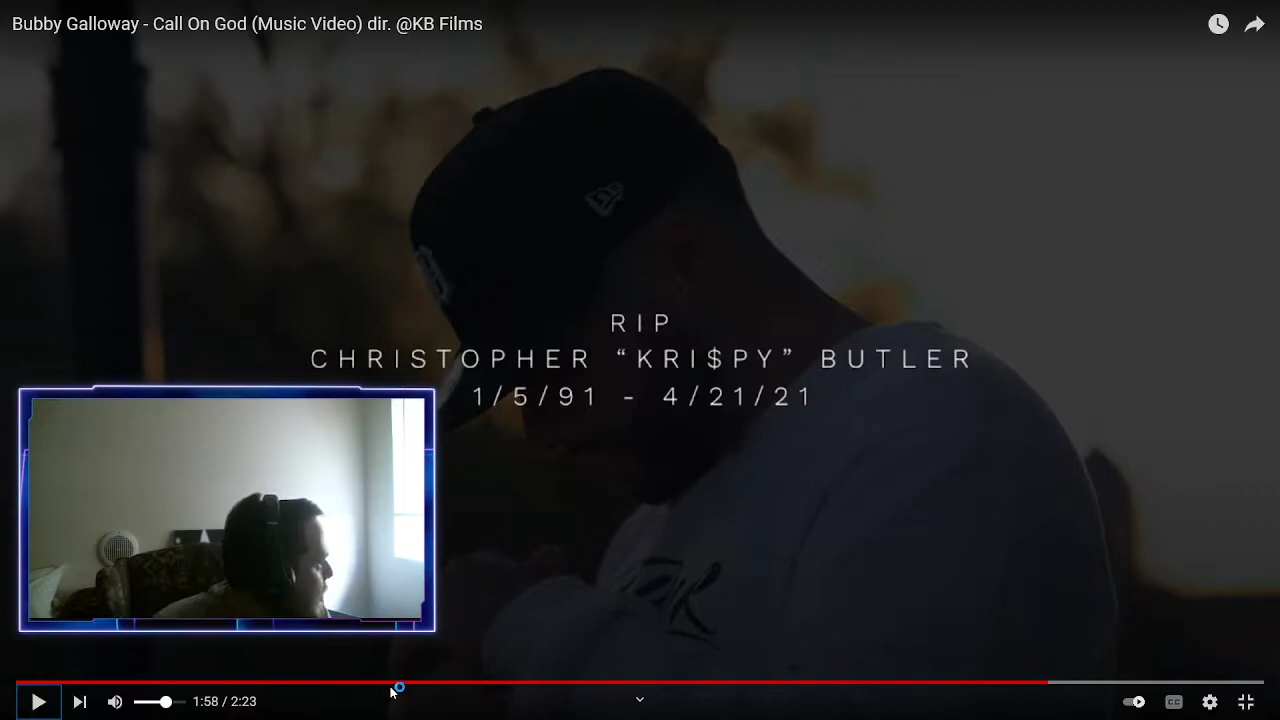 Bubby Galloway - Call On God (Music Video) dir. @KB Films
RIP
CHRISTOPHER “KRI$PY” BUTLER
1/5/91 - 4/21/21
1:58 / 2:23
CC